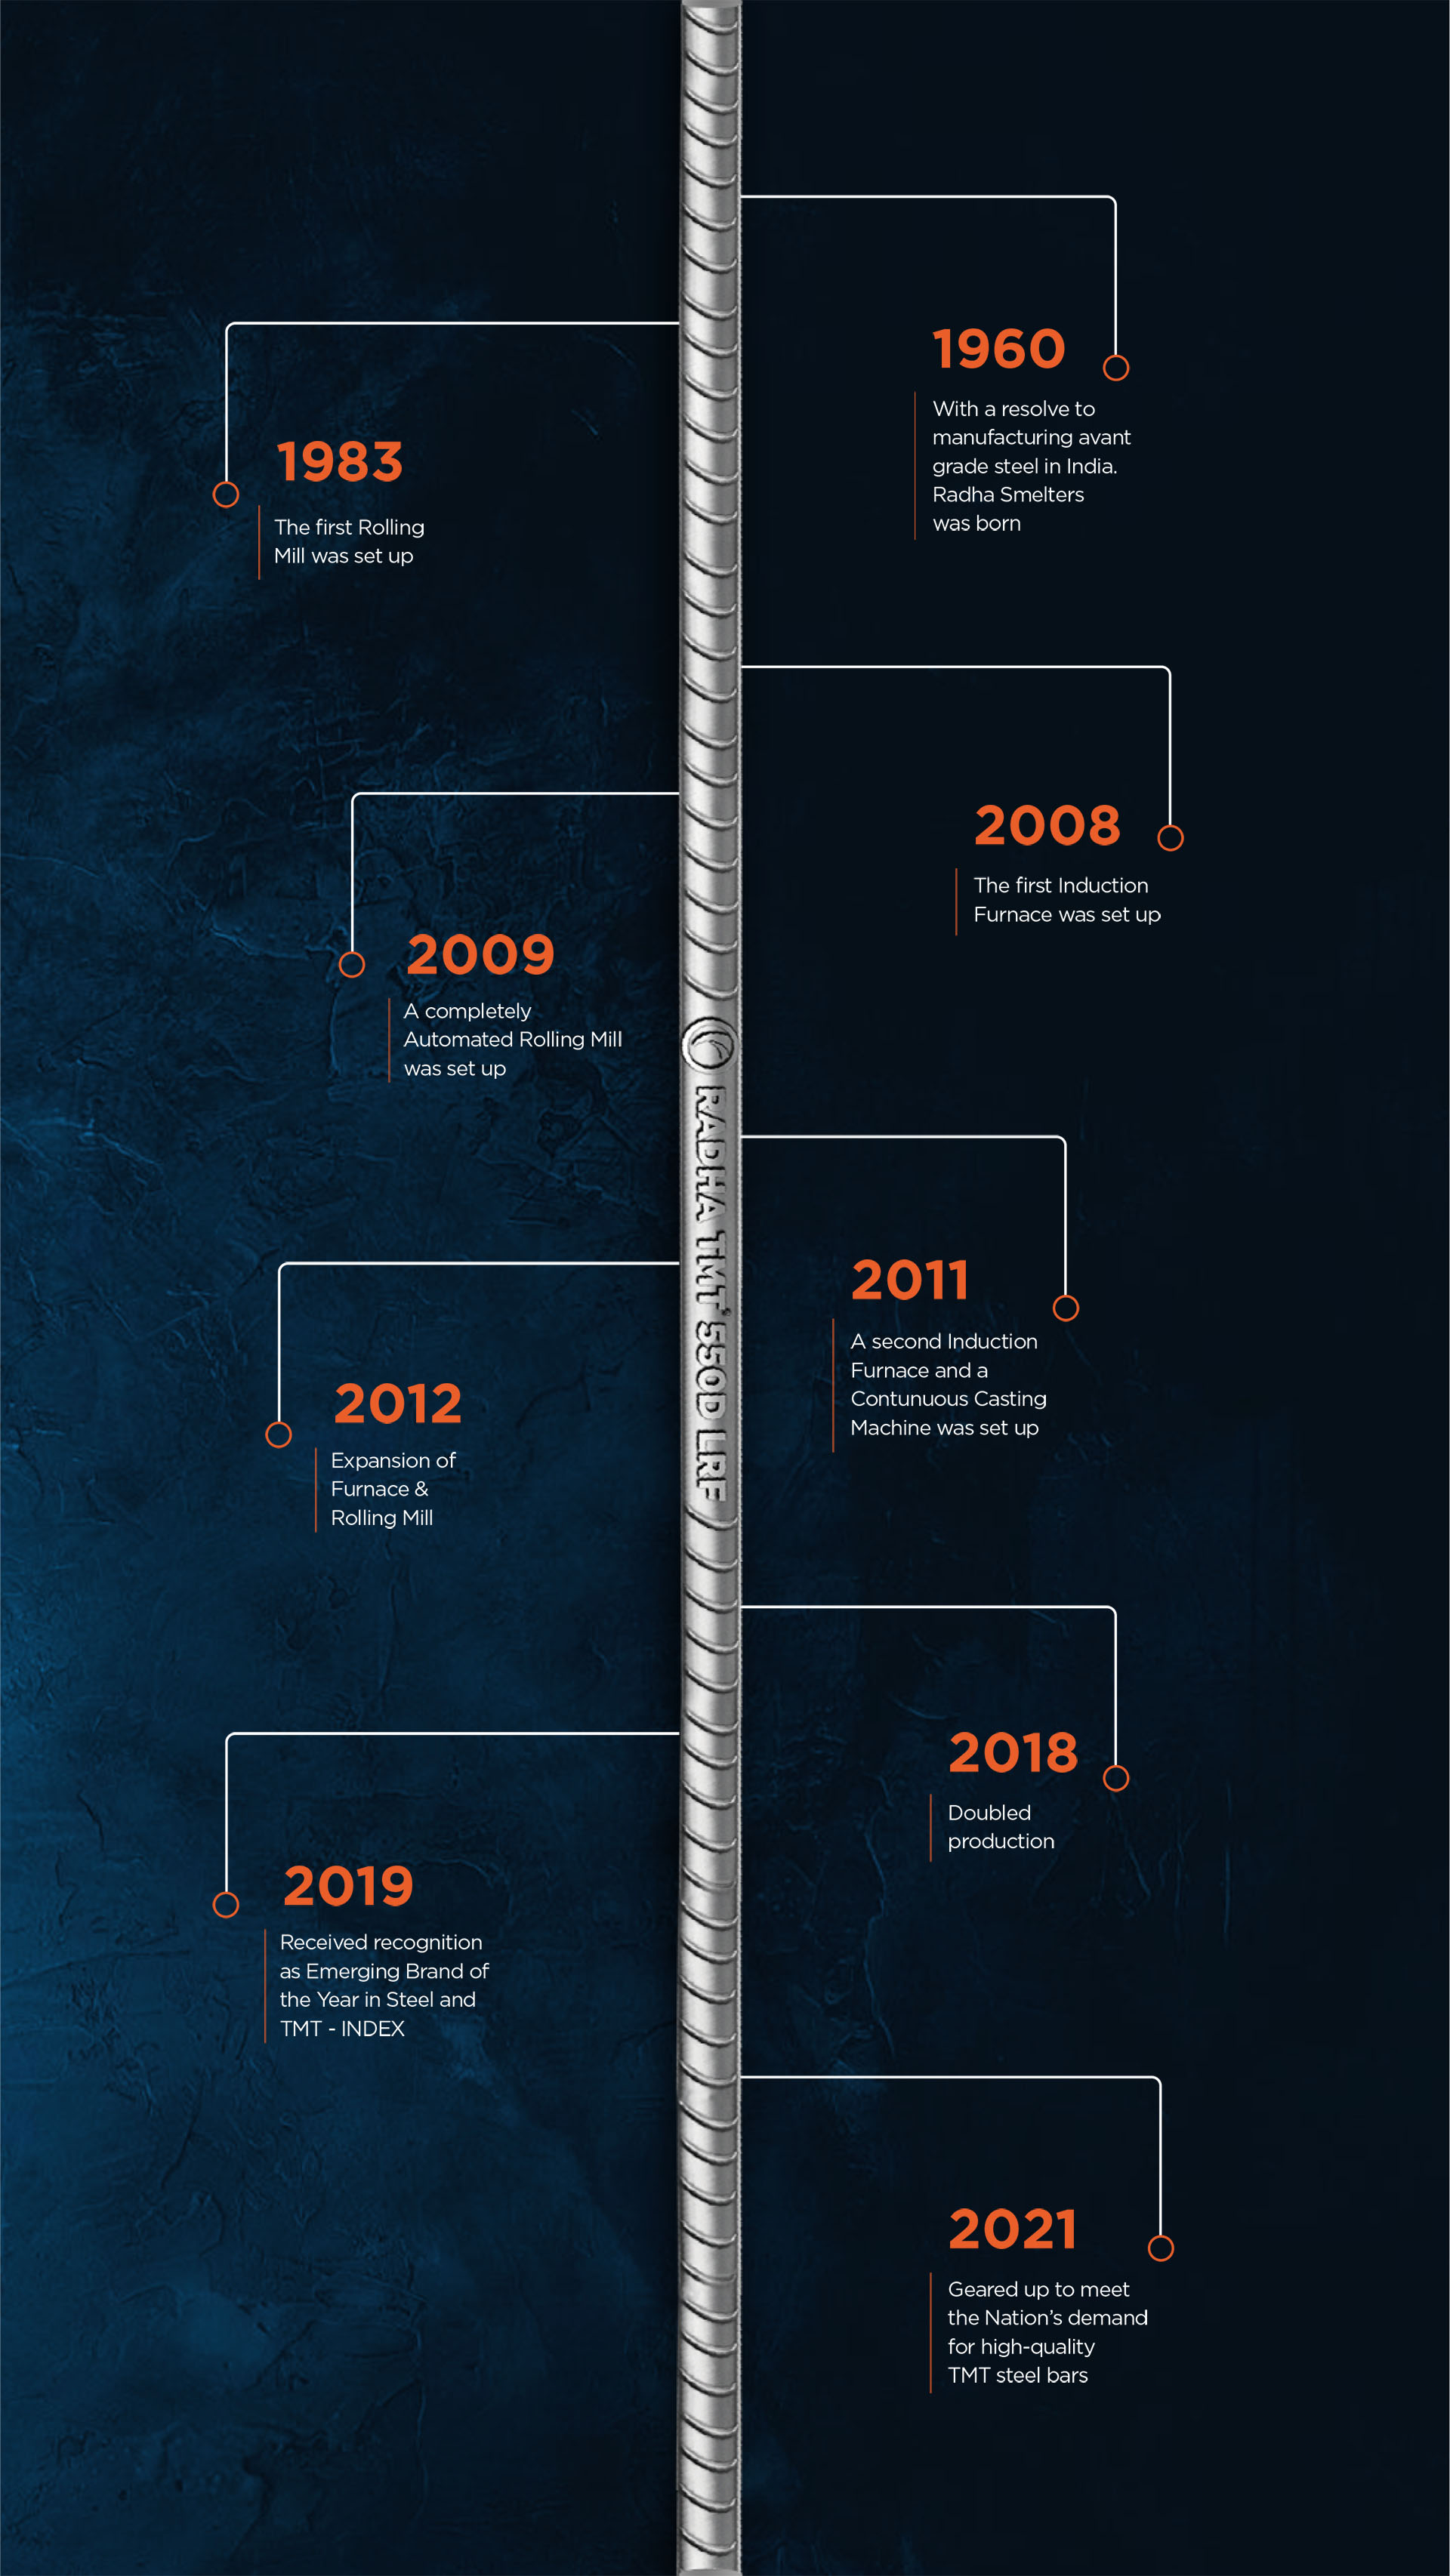 1960
With a resolve to
manufacturing avant
grade steel in India.
Radha Smelters
was born
1983
The first Rolling
Mill was set up
2008
The first Induction
Furnace was set up
2009
A completely
Automated Rolling Mill
was set up
RADHA TMT 550D LRF
2011
A second Induction
Furnace and a
Contunuous Casting
Machine was set up
2012
Expansion of
Furnace &
Rolling Mill
2018
Doubled
production
2019
Received recognition
as Emerging Brand of
the Year in Steel and
TMT - INDEX
2021
Geared up to meet
the Nation’s demand
for high-quality
TMT steel bars